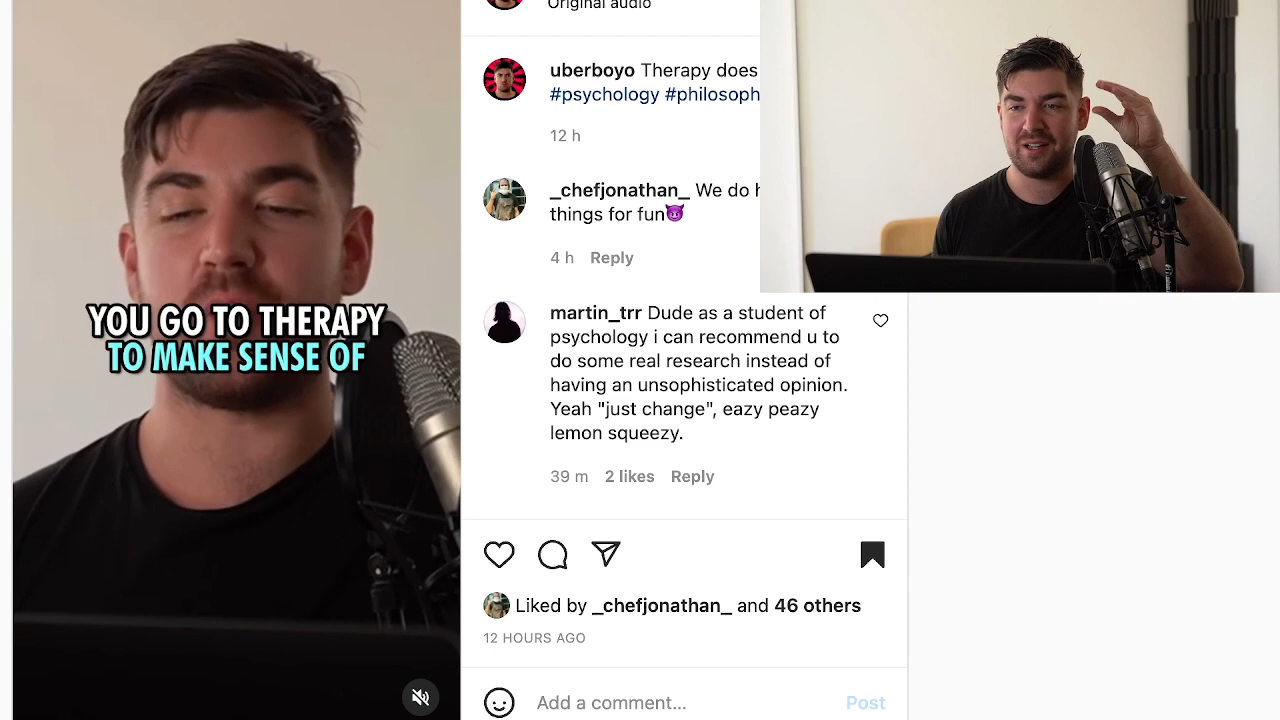 YOU GO TO THERAPY
TO MAKE SENSE OF
Original audio
uberboyo Therapy does
#psychology #philosoph
12 h
_chefjonathan_ We do h
things for fun😈
4 h Reply
martin_trr Dude as a student of
psychology i can recommend u to
do some real research instead of
having an unsophisticated opinion.
Yeah "just change", eazy peazy
lemon squeezy.
39 m 2 likes Reply
Liked by _chefjonathan_ and 46 others
12 HOURS AGO
Add a comment... Post